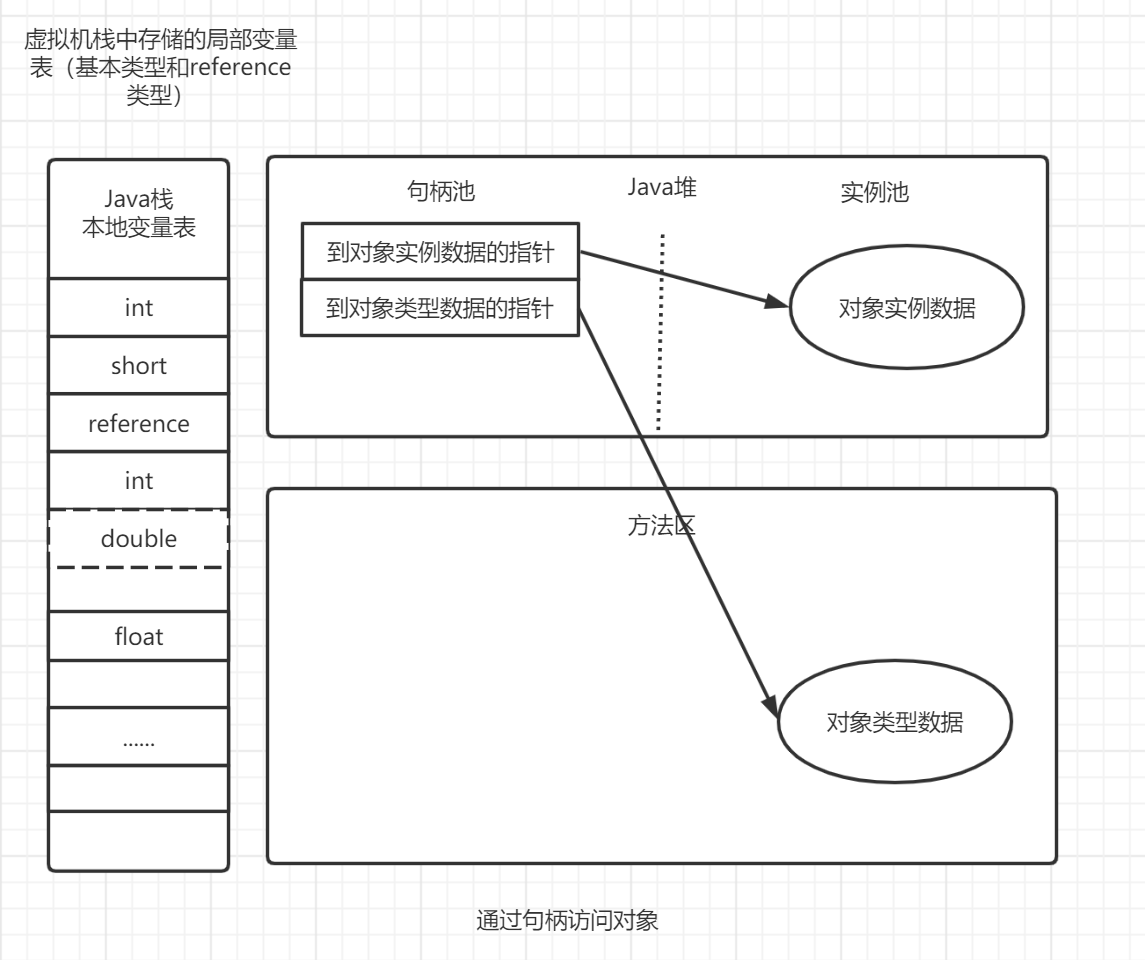 虚拟机栈中存储的局部变量
表（基本类型和reference
类型）
Java栈
本地变量表
int
short
reference
int
double
float
......
句柄池
Java堆
实例池
到对象实例数据的指针
到对象类型数据的指针
对象实例数据
方法区
对象类型数据
通过句柄访问对象